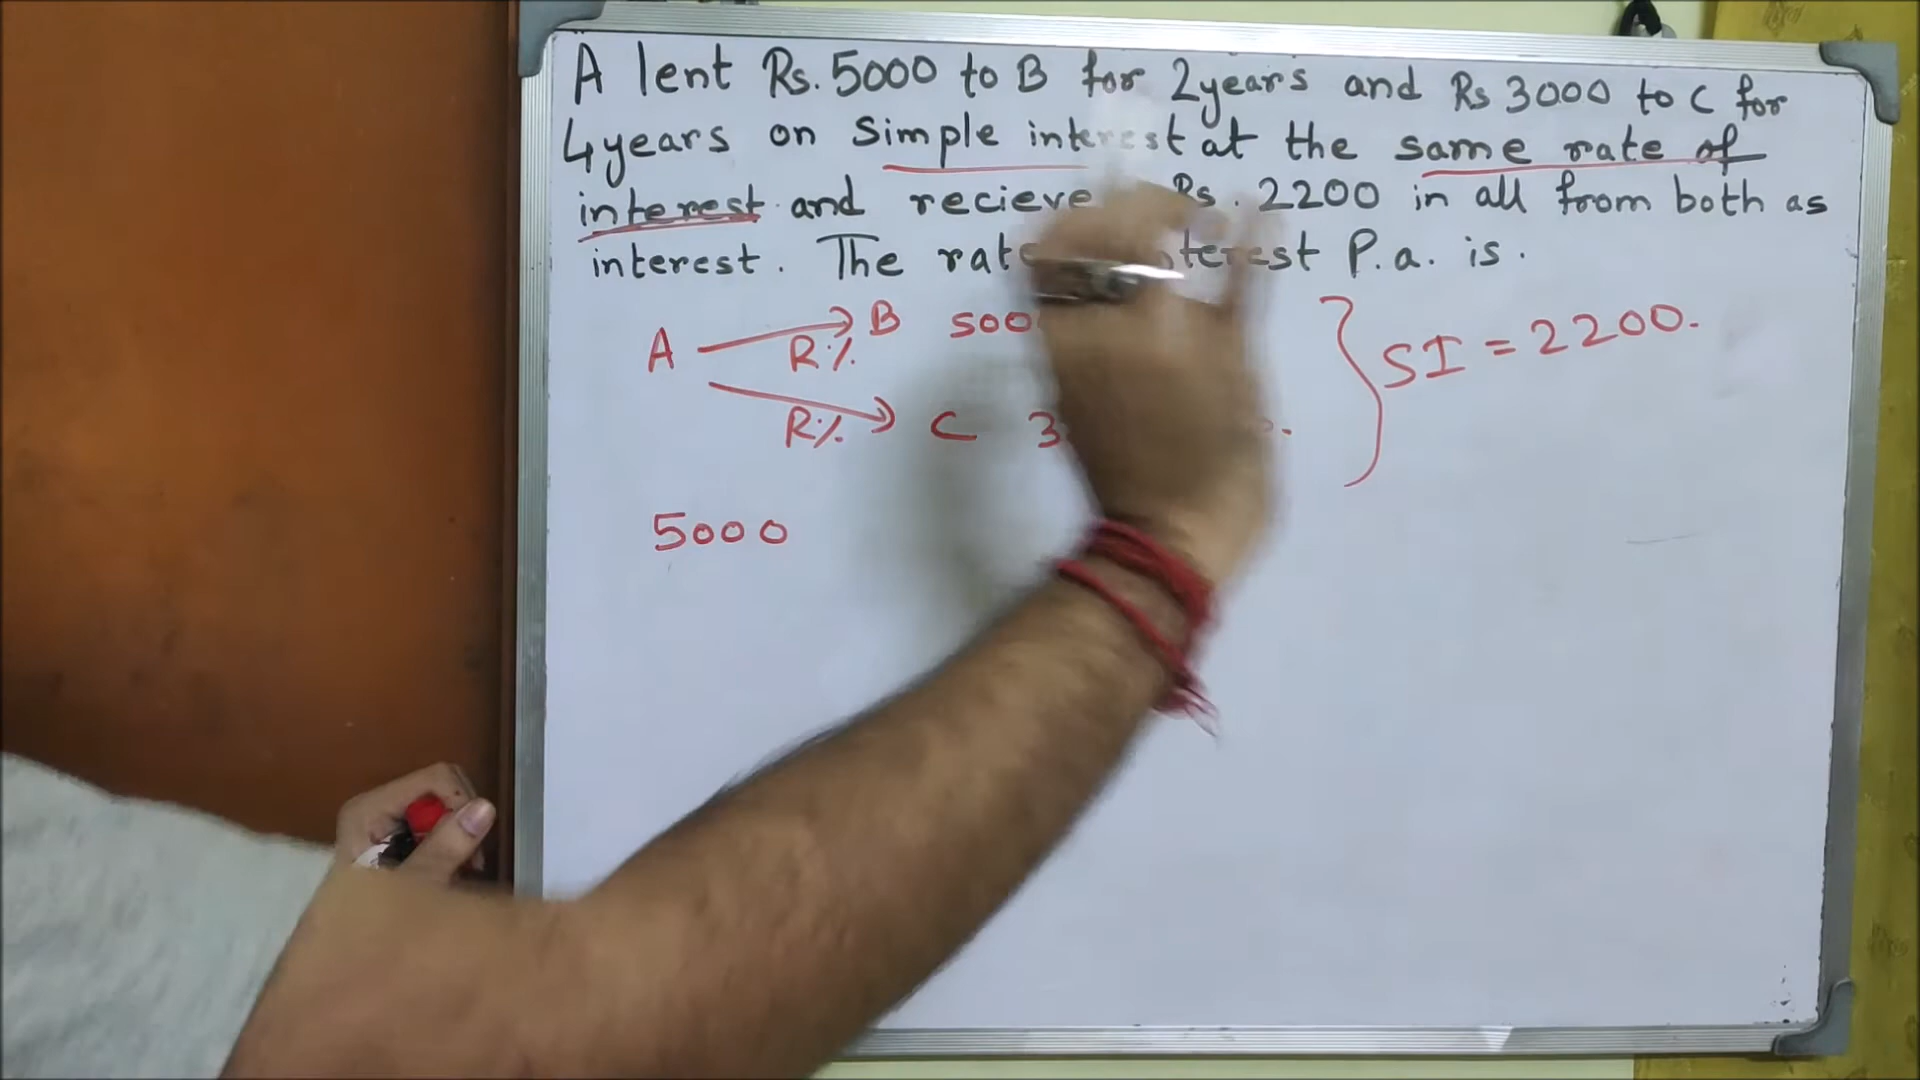 A lent Rs. 5000 to B for 2years and Rs 3000 to C for
4years on Simple interest at the same rate of
interest and recieve Rs. 2200 in all from both as
interest. The rate interest P.a. is.
A R% B 500
R% C 3
SI = 2200.
5000